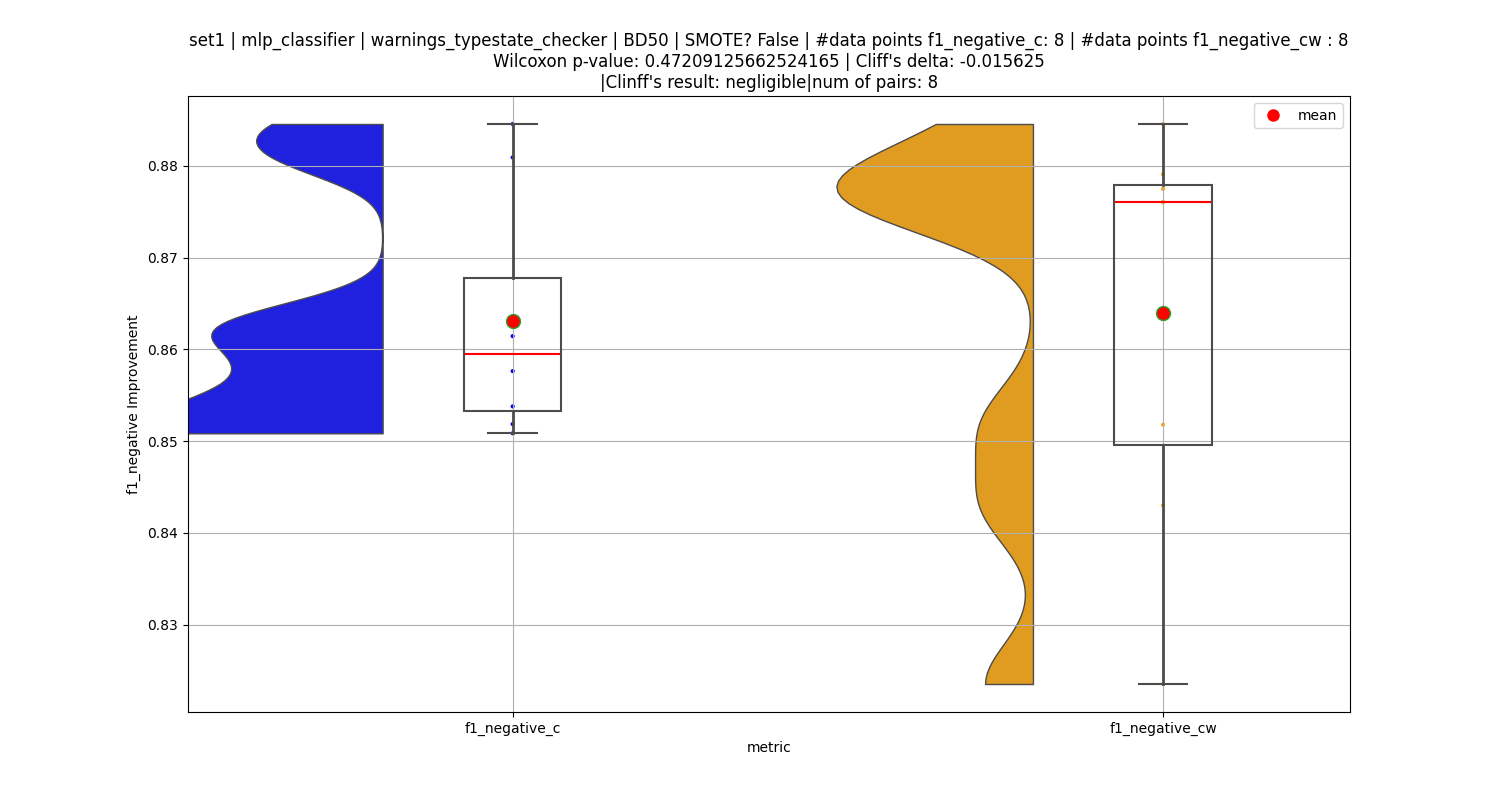 set1 | mlp_classifier | warnings_typestate_checker | BD50 | SMOTE? False | #data points f1_negative_c: 8 | #data points f1_negative_cw : 8
Wilcoxon p-value: 0.47209125662524165 | Cliff's delta: -0.015625
|Clinff's result: negligible|num of pairs: 8
mean
0.88
0.87
0.86
0.85
0.84
0.83
f1_negative Improvement
f1_negative_c
f1_negative_cw
metric